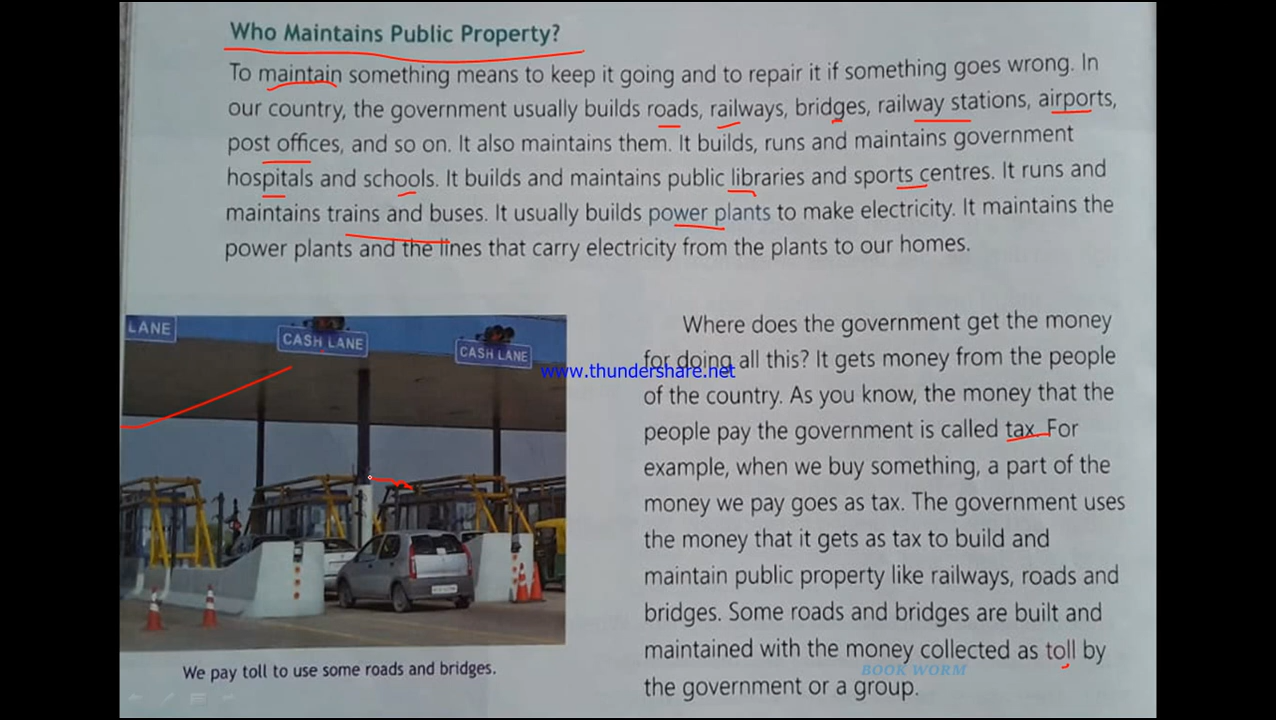 Who Maintains Public Property?
To maintain something means to keep it going and to repair it if something goes wrong. In
our country, the government usually builds roads, railways, bridges, railway stations, airports,
post offices, and so on. It also maintains them. It builds, runs and maintains government
hospitals and schools. It builds and maintains public libraries and sports centres. It runs and
maintains trains and buses. It usually builds power plants to make electricity. It maintains the
power plants and the lines that carry electricity from the plants to our homes.
LANE
CASH LANE
CASH LANE
We pay toll to use some roads and bridges.
Where does the government get the money
for doing all this? It gets money from the people
www.thundershare.net
of the country. As you know, the money that the
people pay the government is called tax. For
example, when we buy something, a part of the
money we pay goes as tax. The government uses
the money that it gets as tax to build and
maintain public property like railways, roads and
bridges. Some roads and bridges are built and
maintained with the money collected as toll by
BOOK WORM
the government or a group.